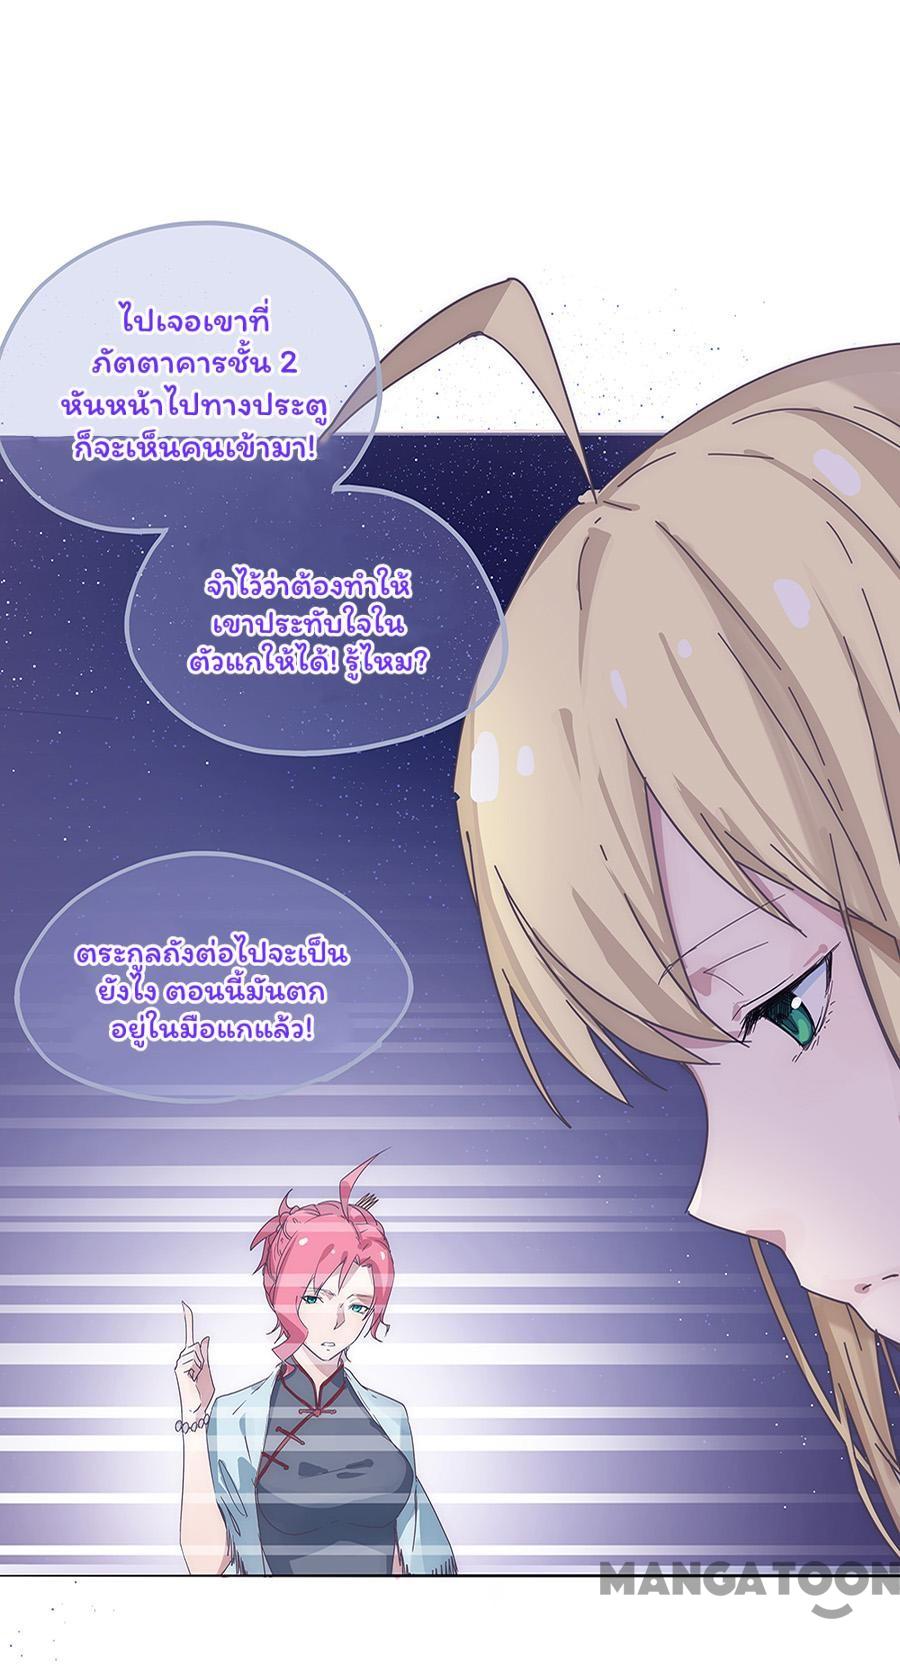 ไปเจอเขาที่
ภัตตาคารชั้น 2
หันหน้าไปทางประตู
ก็จะเห็นคนเข้ามา!
จำไว้ว่าต้องทำให้
เขาประทับใจใน
ตัวแกให้ได้! รู้ไหม?
ตระกูลถังต่อไปจะเป็น
ยังไง ตอนนี้มันตก
อยู่ในมือแกแล้ว!
MANGATOON